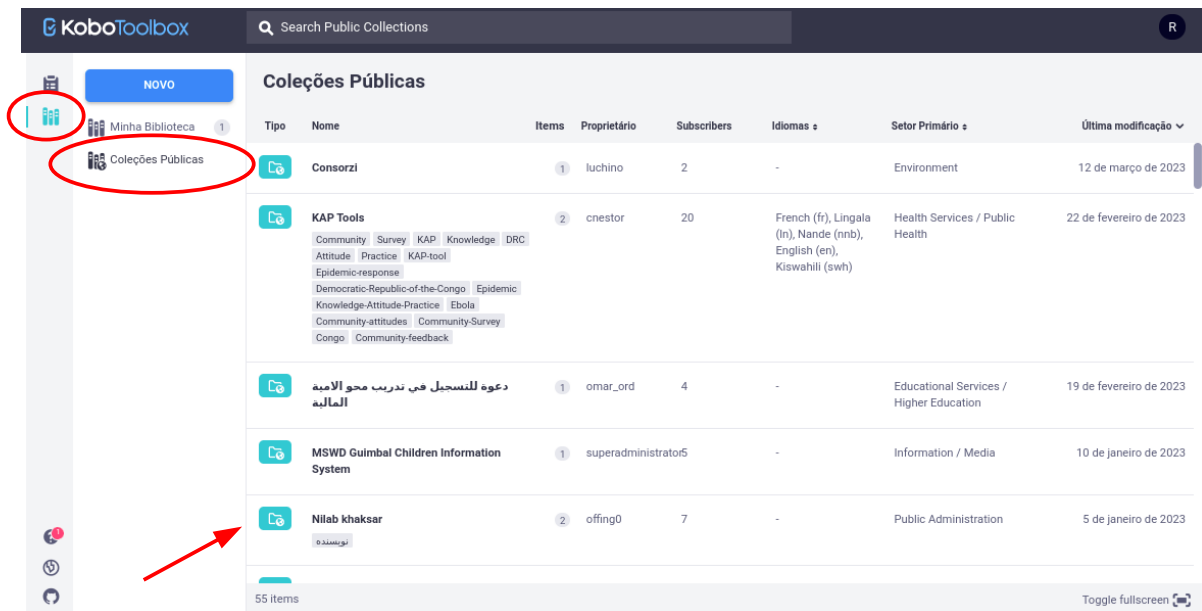 KoboToolbox
Search Public Collections
R
NOVO
Minha Biblioteca 1
Coleções Públicas
Coleções Públicas
Tipo Nome Items Proprietário Subscribers Idiomas Setor Primário Última modificação
Consorzi 1 luchino 2 - Environment 12 de março de 2023
KAP Tools 2 cnestor 20 French (fr), Lingala Health Services / Public 22 de fevereiro de 2023
(ln), Nande (nnb), Health
English (en),
Kiswahili (swh)
Community Survey KAP Knowledge DRC
Attitude Practice KAP-tool
Epidemic-response
Democratic-Republic-of-the-Congo Epidemic
Knowledge-Attitude-Practice Ebola
Community-attitudes Community-Survey
Congo Community-feedback
دعوة للتسجيل في تدريب محو الامية 1 omar_ord 4 - Educational Services / 19 de fevereiro de 2023
المالية Higher Education
MSWD Guimbal Children Information 1 superadministrator5 - Information / Media 10 de janeiro de 2023
System
Nilab khaksar 2 offing0 7 - Public Administration 5 de janeiro de 2023
نویسنده
1
55 items Toggle fullscreen